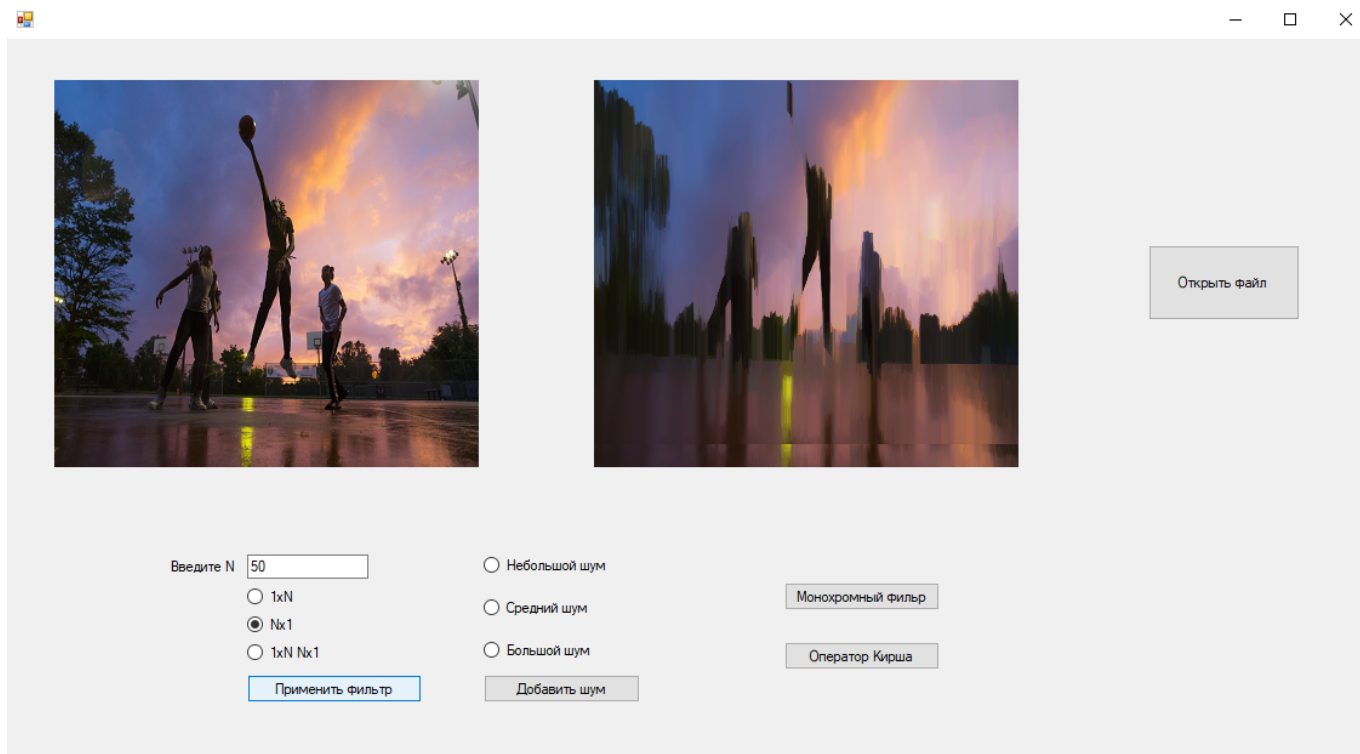 Открыть файл
Введите N
50
1xN
Nx1
1xN Nx1
Применить фильтр
Небольшой шум
Средний шум
Большой шум
Добавить шум
Монохромный фильр
Оператор Кирша